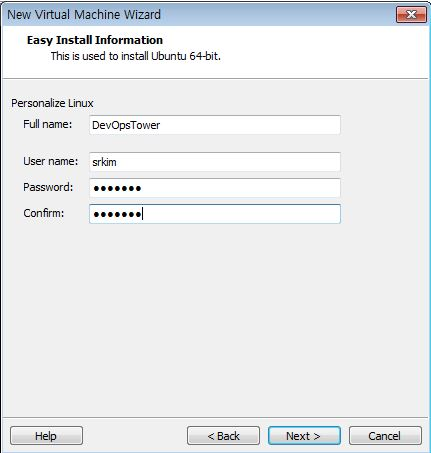 New Virtual Machine Wizard
Easy Install Information
This is used to install Ubuntu 64-bit.
Personalize Linux
Full name: DevOpsTower
User name: srkim
Password: ●●●●●●●
Confirm: ●●●●●●●
Help < Back Next > Cancel